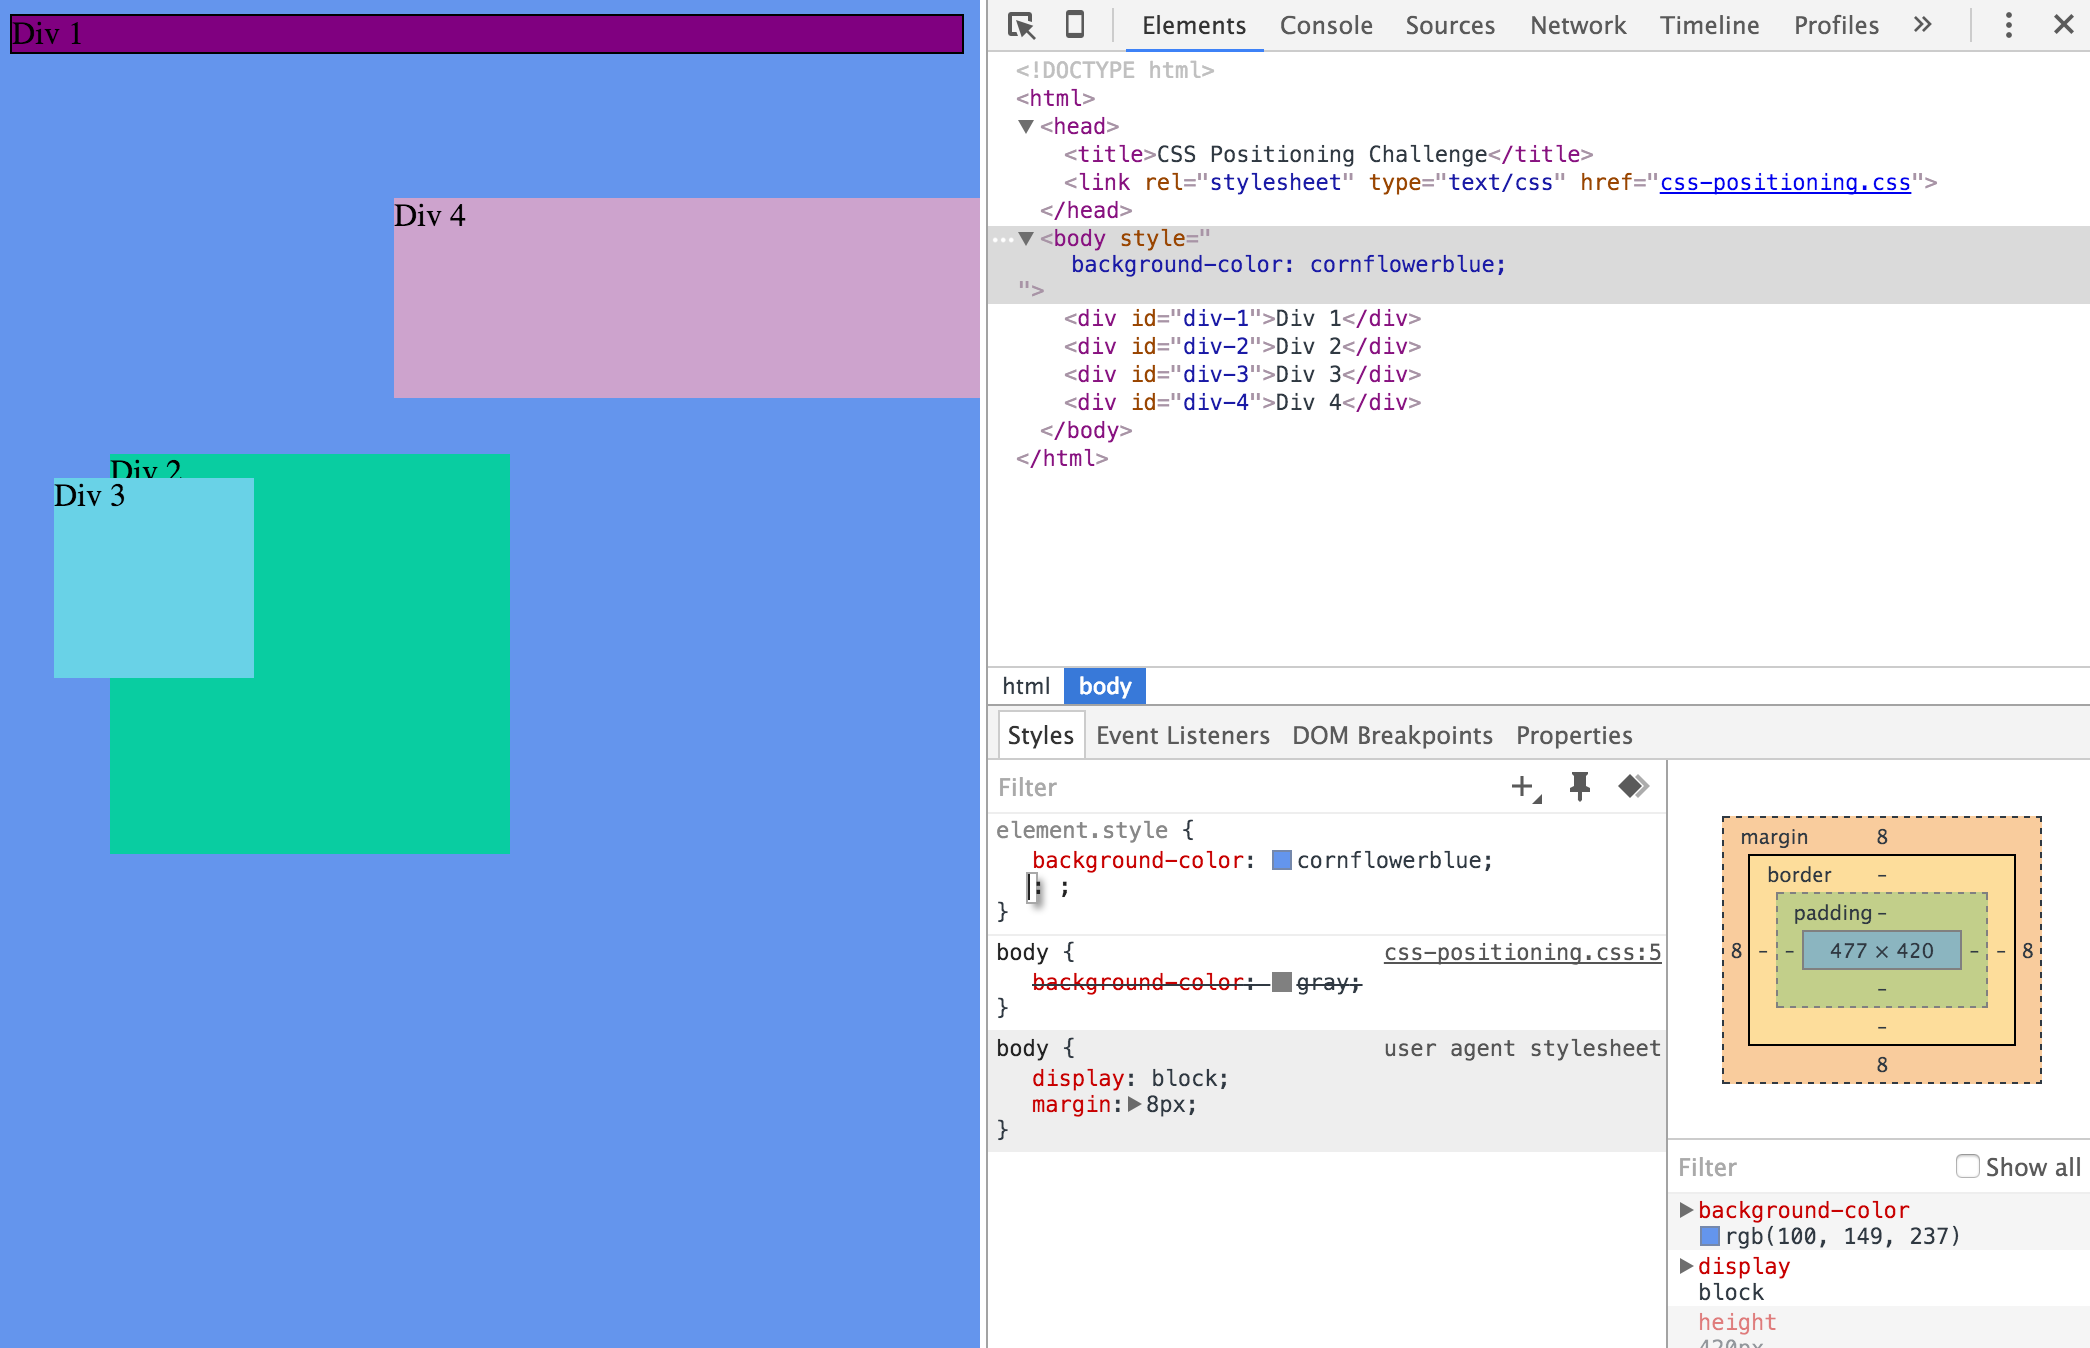 Div 1
Div 4
Div 2
Div 3
Elements Console Sources Network Timeline Profiles »
<!DOCTYPE html>
<html>
▼<head>
<title>CSS Positioning Challenge</title>
<link rel="stylesheet" type="text/css" href="css-positioning.css">
</head>
…▼<body style="
background-color: cornflowerblue;
">
<div id="div-1">Div 1</div>
<div id="div-2">Div 2</div>
<div id="div-3">Div 3</div>
<div id="div-4">Div 4</div>
</body>
</html>
html body
Styles Event Listeners DOM Breakpoints Properties
Filter
element.style {
background-color: cornflowerblue;
: ;
}
body { css-positioning.css:5
background-color: gray;
}
body { user agent stylesheet
display: block;
margin:▶8px;
}
margin 8
border –
padding –
8 – – 477 × 420 – – 8
–
–
8
Filter Show all
▶background-color
rgb(100, 149, 237)
▶display
block
height
420px